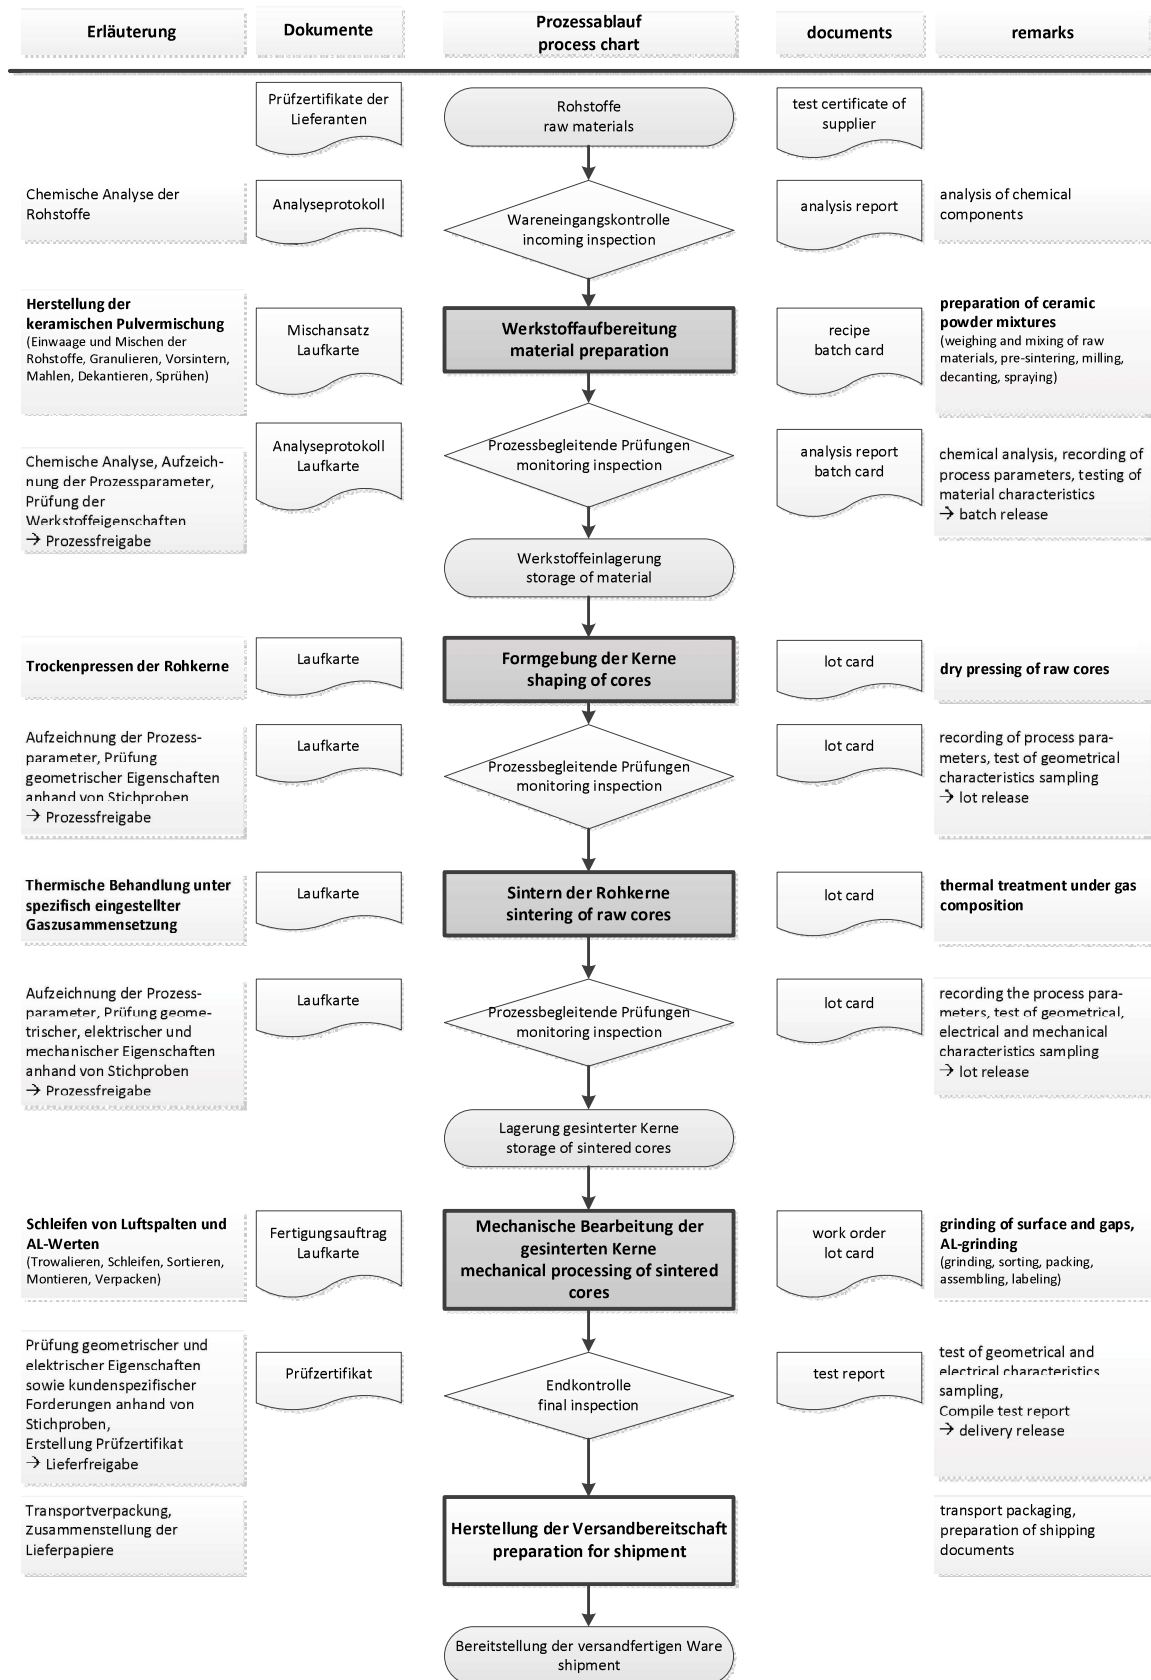 Erläuterung
Dokumente
Prozessablauf
process chart
documents
remarks
Prüfzertifikate der
Lieferanten
Rohstoffe
raw materials
test certificate of
supplier
Chemische Analyse der
Rohstoffe
Analyseprotokoll
Wareneingangskontrolle
incoming inspection
analysis report
analysis of chemical
components
Herstellung der
keramischen Pulvermischung
(Einwaage und Mischen der
Rohstoffe, Granulieren, Vorsintern,
Mahlen, Dekantieren, Sprühen)
Mischansatz
Laufkarte
Werkstoffaufbereitung
material preparation
recipe
batch card
preparation of ceramic
powder mixtures
(weighing and mixing of raw
materials, pre-sintering, milling,
decanting, spraying)
Chemische Analyse, Aufzeich-
nung der Prozessparameter,
Prüfung der
Werkstoffeigenschaften
→ Prozessfreigabe
Analyseprotokoll
Laufkarte
Prozessbegleitende Prüfungen
monitoring inspection
analysis report
batch card
chemical analysis, recording of
process parameters, testing of
material characteristics
→ batch release
Werkstoffeinlagerung
storage of material
Trockenpressen der Rohkerne
Laufkarte
Formgebung der Kerne
shaping of cores
lot card
dry pressing of raw cores
Aufzeichnung der Prozess-
parameter, Prüfung
geometrischer Eigenschaften
anhand von Stichproben
→ Prozessfreigabe
Laufkarte
Prozessbegleitende Prüfungen
monitoring inspection
lot card
recording of process para-
meters, test of geometrical
characteristics sampling
→ lot release
Thermische Behandlung unter
spezifisch eingestellter
Gaszusammensetzung
Laufkarte
Sintern der Rohkerne
sintering of raw cores
lot card
thermal treatment under gas
composition
Aufzeichnung der Prozess-
parameter, Prüfung geome-
trischer, elektrischer und
mechanischer Eigenschaften
anhand von Stichproben
→ Prozessfreigabe
Laufkarte
Prozessbegleitende Prüfungen
monitoring inspection
lot card
recording the process para-
meters, test of geometrical,
electrical and mechanical
characteristics sampling
→ lot release
Lagerung gesinterter Kerne
storage of sintered cores
Schleifen von Luftspalten und
AL-Werten
(Trowalieren, Schleifen, Sortieren,
Montieren, Verpacken)
Fertigungsauftrag
Laufkarte
Mechanische Bearbeitung der
gesinterten Kerne
mechanical processing of sintered
cores
work order
lot card
grinding of surface and gaps,
AL-grinding
(grinding, sorting, packing,
assembling, labeling)
Prüfung geometrischer und
elektrischer Eigenschaften
sowie kundenspezifischer
Forderungen anhand von
Stichproben,
Erstellung Prüfzertifikat
→ Lieferfreigabe
Prüfzertifikat
Endkontrolle
final inspection
test report
test of geometrical and
electrical characteristics
sampling,
Compile test report
→ delivery release
Transportverpackung,
Zusammenstellung der
Lieferpapiere
Herstellung der Versandbereitschaft
preparation for shipment
transport packaging,
preparation of shipping
documents
Bereitstellung der versandfertigen Ware
shipment